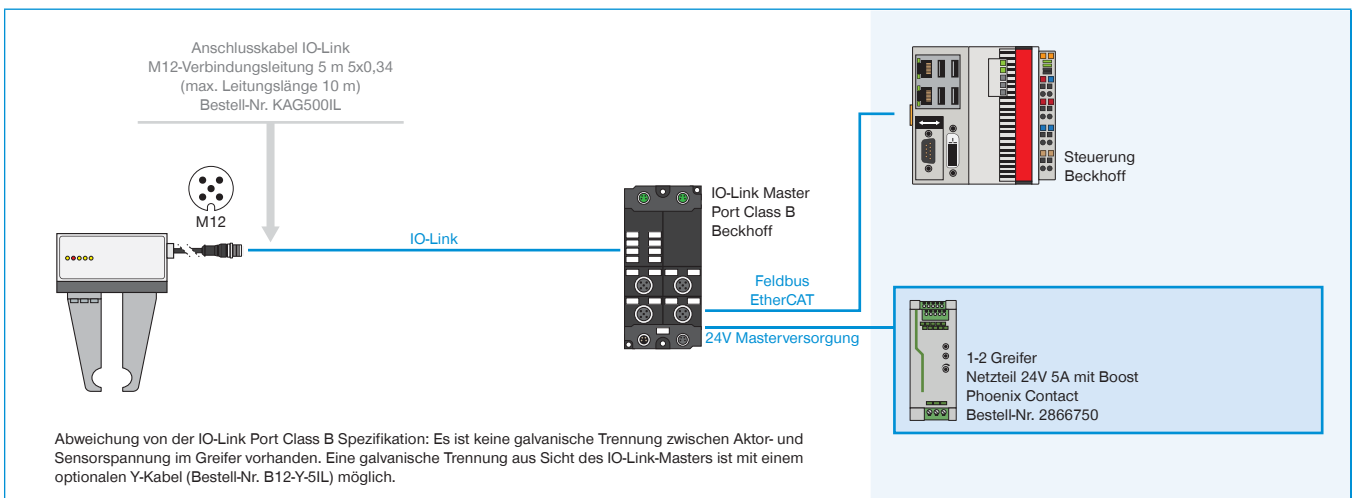 Anschlusskabel IO-Link
M12-Verbindungsleitung 5 m 5x0,34
(max. Leitungslänge 10 m)
Bestell-Nr. KAG500IL
M12
IO-Link
IO-Link Master
Port Class B
Beckhoff
Feldbus
EtherCAT
24V Masterversorgung
Steuerung
Beckhoff
1-2 Greifer
Netzteil 24V 5A mit Boost
Phoenix Contact
Bestell-Nr. 2866750
Abweichung von der IO-Link Port Class B Spezifikation: Es ist keine galvanische Trennung zwischen Aktor- und
Sensorspannung im Greifer vorhanden. Eine galvanische Trennung aus Sicht des IO-Link-Masters ist mit einem
optionalen Y-Kabel (Bestell-Nr. B12-Y-5IL) möglich.